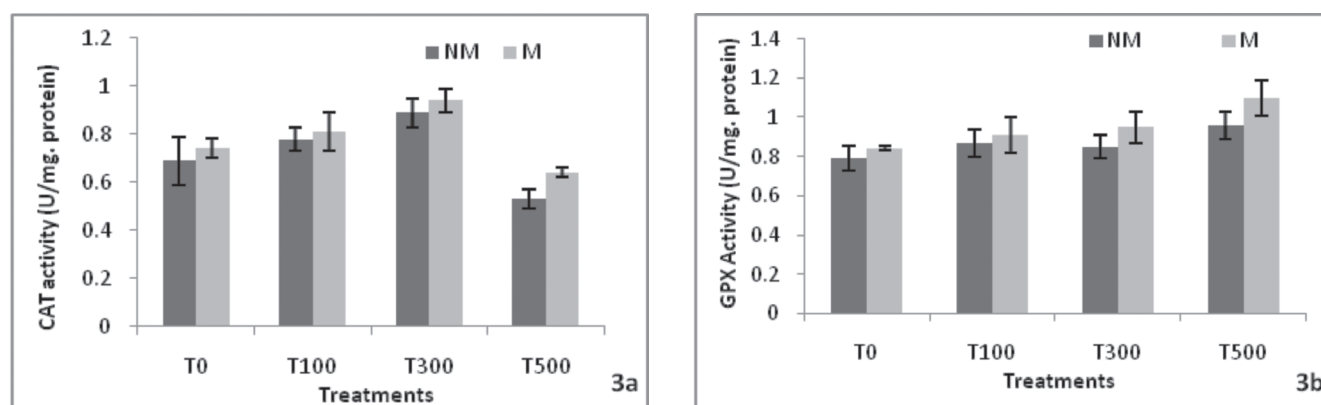 1.2
1
0.8
0.6
0.4
0.2
0
CAT activity (U/mg. protein)
NM M
T0 T100 T300 T500
Treatments
3a
1.4
1.2
1
0.8
0.6
0.4
0.2
0
GPX Activity (U/mg. protein)
NM M
T0 T100 T300 T500
Treatments
3b